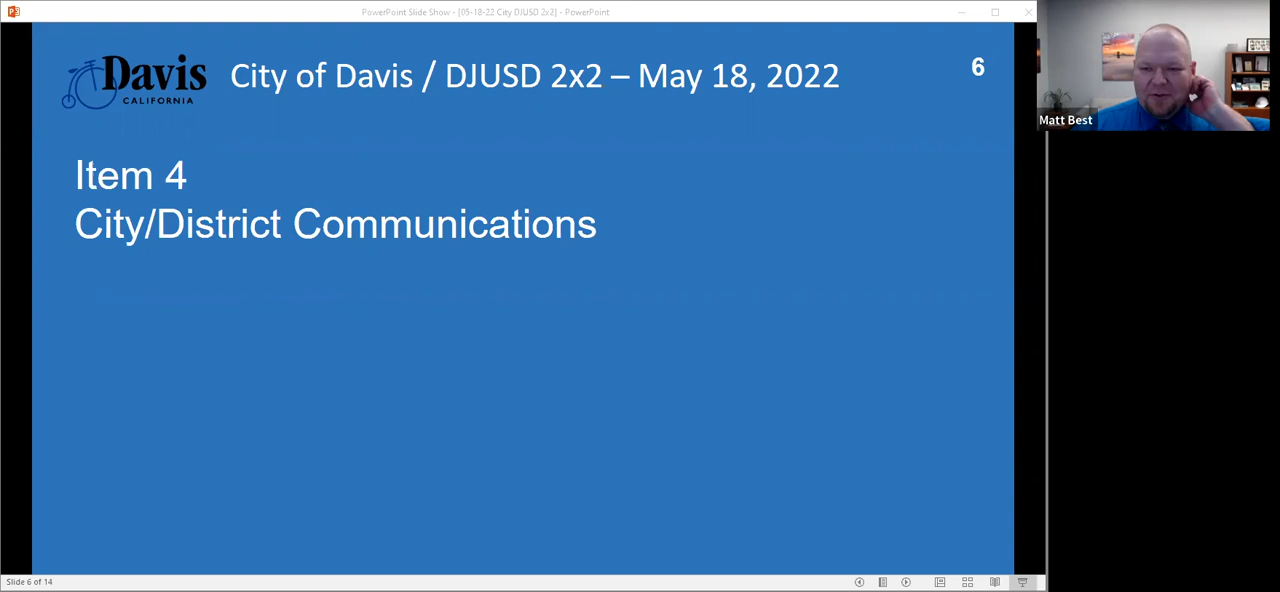 PowerPoint Slide Show - [05-18-22 City DJUSD 2x2] - PowerPoint
Davis
CALIFORNIA
City of Davis / DJUSD 2x2 – May 18, 2022
6
Matt Best
Item 4
City/District Communications
Slide 6 of 14